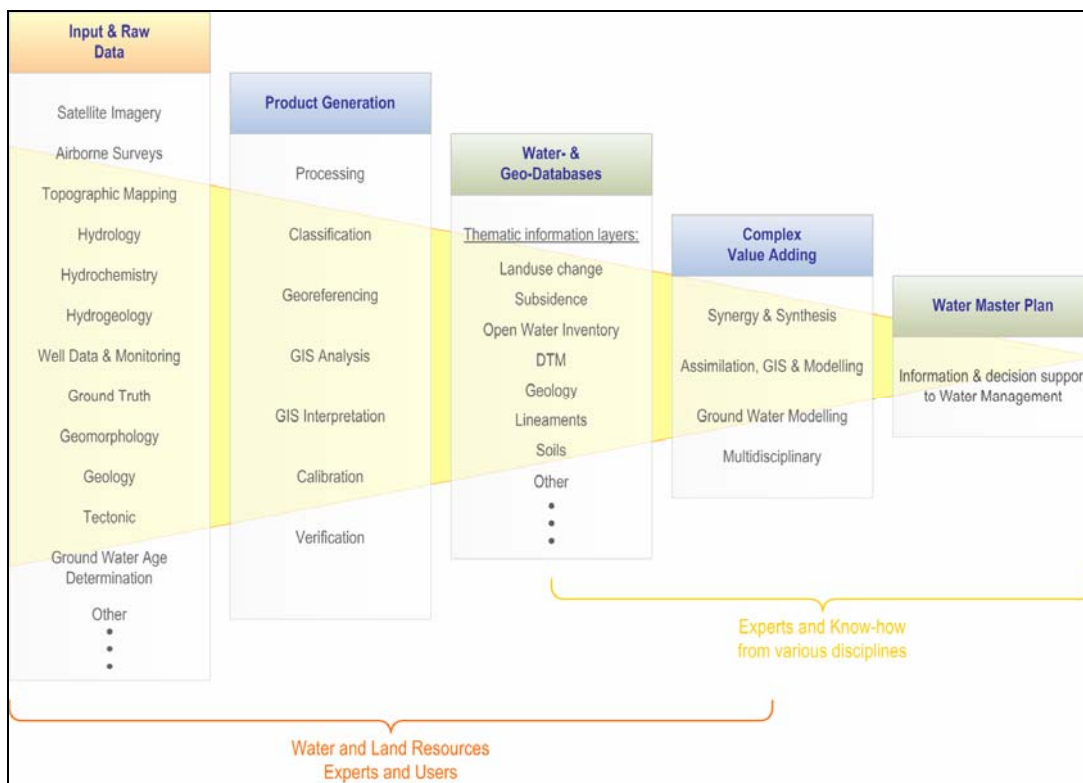 Input & Raw
Data
Satellite Imagery
Airborne Surveys
Topographic Mapping
Hydrology
Hydrochemistry
Hydrogeology
Well Data & Monitoring
Ground Truth
Geomorphology
Geology
Tectonic
Ground Water Age
Determination
Other
Product Generation
Processing
Classification
Georeferencing
GIS Analysis
GIS Interpretation
Calibration
Verification
Water- &
Geo-Databases
Thematic information layers:
Landuse change
Subsidence
Open Water Inventory
DTM
Geology
Lineaments
Soils
Other
Complex
Value Adding
Synergy & Synthesis
Assimilation, GIS & Modelling
Ground Water Modelling
Multidisciplinary
Water Master Plan
Information & decision support
to Water Management
Experts and Know-how
from various disciplines
Water and Land Resources
Experts and Users